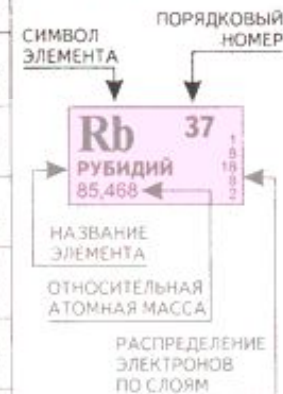 СИМВОЛ
ЭЛЕМЕНТА
ПОРЯДКОВЫЙ
НОМЕР
Rb 37
РУБИДИЙ
85,468
1
8
18
8
2
НАЗВАНИЕ
ЭЛЕМЕНТА
ОТНОСИТЕЛЬНАЯ
АТОМНАЯ МАССА
РАСПРЕДЕЛЕНИЕ
ЭЛЕКТРОНОВ
ПО СЛОЯМ